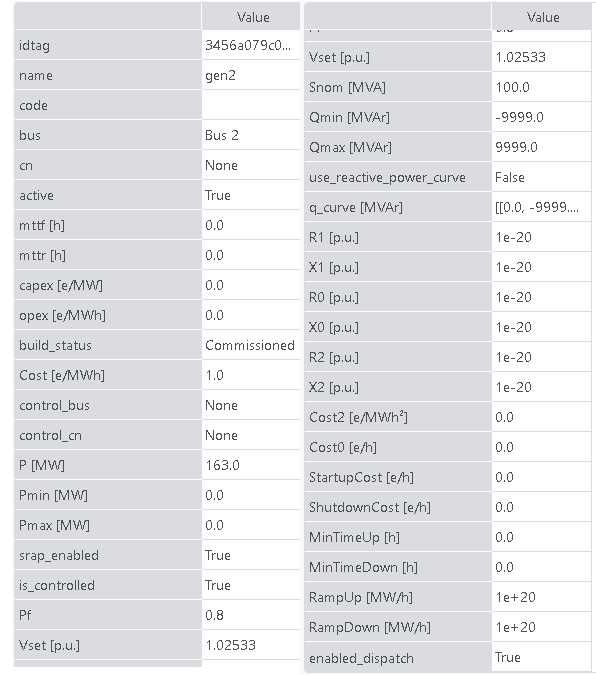 Value
idtag 3456a079c0...
name gen2
code
bus Bus 2
cn None
active True
mttf [h] 0.0
mttr [h] 0.0
capex [e/MW] 0.0
opex [e/MWh] 0.0
build_status Commissioned
Cost [e/MWh] 1.0
control_bus None
control_cn None
P [MW] 163.0
Pmin [MW] 0.0
Pmax [MW] 0.0
srap_enabled True
is_controlled True
Pf 0.8
Vset [p.u.] 1.02533
Value
Vset [p.u.] 1.02533
Snom [MVA] 100.0
Qmin [MVAr] -9999.0
Qmax [MVAr] 9999.0
use_reactive_power_curve False
q_curve [MVAr] [[0.0, -9999....
R1 [p.u.] 1e-20
X1 [p.u.] 1e-20
R0 [p.u.] 1e-20
X0 [p.u.] 1e-20
R2 [p.u.] 1e-20
X2 [p.u.] 1e-20
Cost2 [e/MWh²] 0.0
Cost0 [e/h] 0.0
StartupCost [e/h] 0.0
ShutdownCost [e/h] 0.0
MinTimeUp [h] 0.0
MinTimeDown [h] 0.0
RampUp [MW/h] 1e+20
RampDown [MW/h] 1e+20
enabled_dispatch True